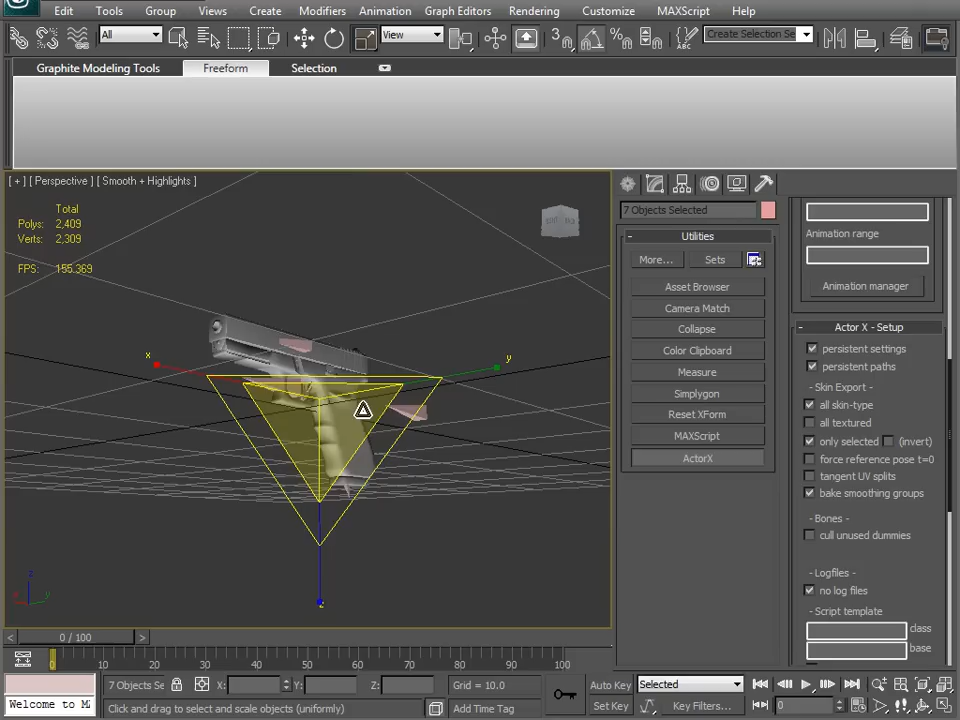 Edit Tools Group Views Create Modifiers Animation Graph Editors Rendering Customize MAXScript Help
All View 3 Create Selection Se
Graphite Modeling Tools Freeform Selection
[ + ] [ Perspective ] [ Smooth + Highlights ]
Total
Polys: 2,409
Verts: 2,309
FPS: 155.369
x
y
z
7 Objects Selected
Utilities
More... Sets
Asset Browser
Camera Match
Collapse
Color Clipboard
Measure
Simplygon
Reset XForm
MAXScript
ActorX
Animation range
Animation manager
Actor X - Setup
persistent settings
persistent paths
- Skin Export -
all skin-type
all textured
only selected (invert)
force reference pose t=0
tangent UV splits
bake smoothing groups
- Bones -
cull unused dummies
- Logfiles -
no log files
- Script template
class
base
< 0 / 100 >
0 10 20 30 40 50 60 70 80 90 100
7 Objects Se X: Y: Z: Grid = 10.0 Auto Key Selected
Welcome to M Click and drag to select and scale objects (uniformly) Add Time Tag Set Key Key Filters... 0